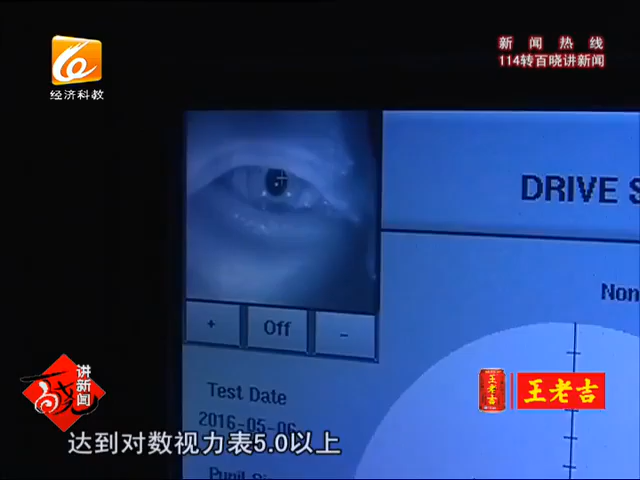 新闻热线
114转百晓讲新闻
经济科教
DRIVE S
Non
+
Off
-
Test Date
2016-05-06
百晓
讲新闻
王老吉
王老吉
达到对数视力表5.0以上